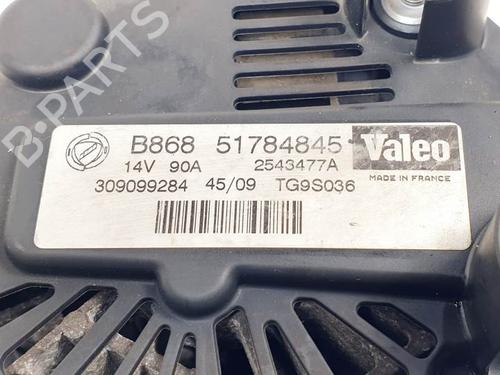 B-PARTS
B868 51784845
Valeo
14V 90A 2543477A
MADE IN FRANCE
309099284 45/09 TG9S036